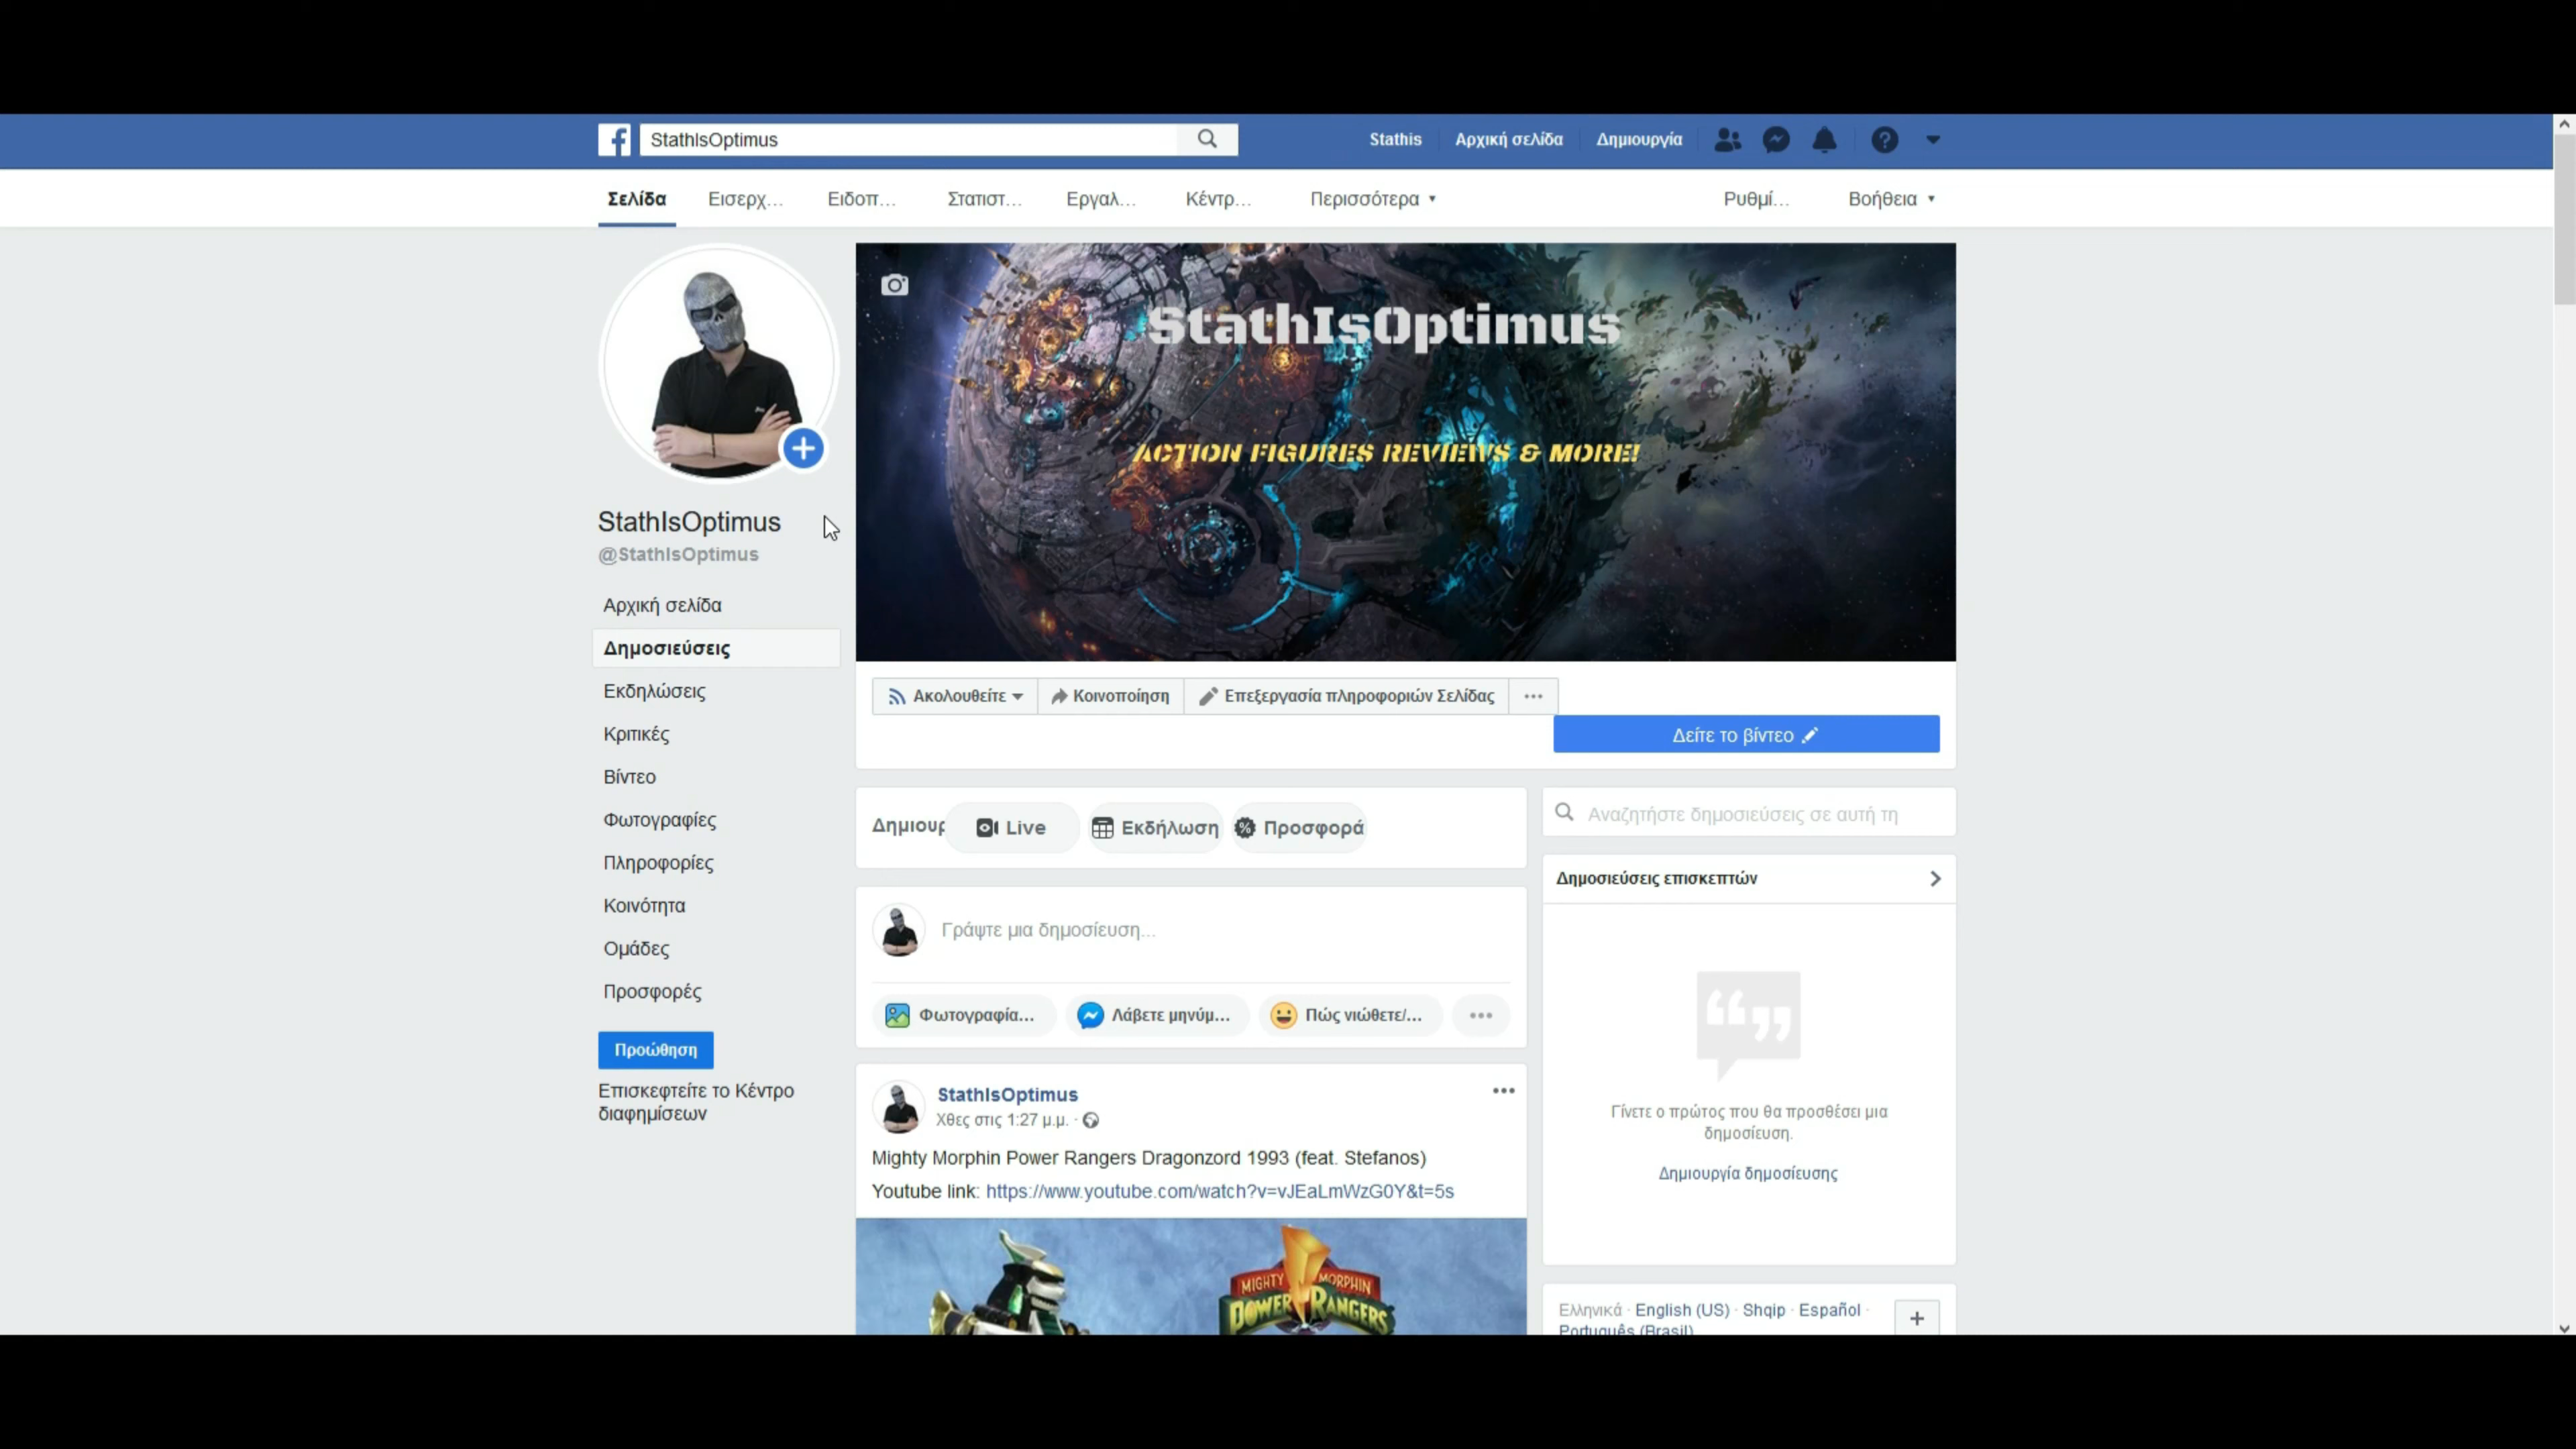 StathIsOptimus
Stathis
Αρχική σελίδα
Δημιουργία
Σελίδα
Εισερχ...
Ειδοπ...
Στατιστ...
Εργαλ...
Κέντρ...
Περισσότερα
Ρυθμί...
Βοήθεια
StathIsOptimus
ACTION FIGURES REVIEWS & MORE!
StathIsOptimus
@StathIsOptimus
Αρχική σελίδα
Δημοσιεύσεις
Εκδηλώσεις
Κριτικές
Βίντεο
Φωτογραφίες
Πληροφορίες
Κοινότητα
Ομάδες
Προσφορές
Προώθηση
Επισκεφτείτε το Κέντρο
διαφημίσεων
Ακολουθείτε
Κοινοποίηση
Επεξεργασία πληροφοριών Σελίδας
Δείτε το βίντεο
Δημιουρ
Live
Εκδήλωση
Προσφορά
Γράψτε μια δημοσίευση...
Φωτογραφία...
Λάβετε μηνύμ...
Πώς νιώθετε/...
StathIsOptimus
Χθες στις 1:27 μ.μ. ·
Mighty Morphin Power Rangers Dragonzord 1993 (feat. Stefanos)
Youtube link: https://www.youtube.com/watch?v=vJEaLmWzG0Y&t=5s
MIGHTY MORPHIN
POWER RANGERS
Αναζητήστε δημοσιεύσεις σε αυτή τη
Δημοσιεύσεις επισκεπτών
Γίνετε ο πρώτος που θα προσθέσει μια
δημοσίευση.
Δημιουργία δημοσίευσης
Ελληνικά · English (US) · Shqip · Español ·
Português (Brasil)